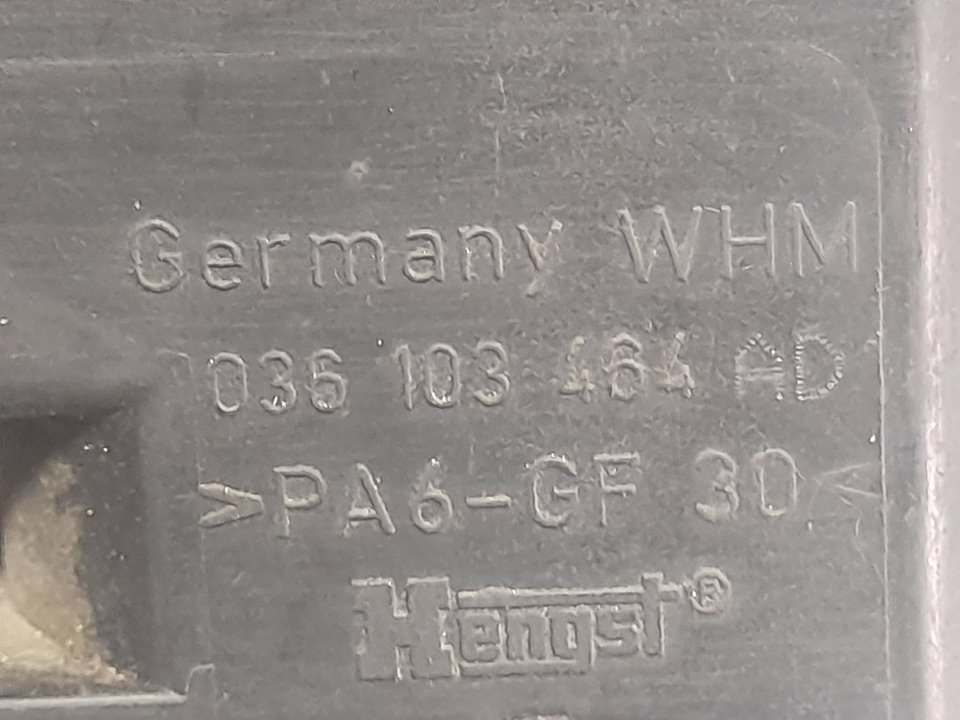 Germany WHM
036 103 464 AD
>PA6-GF 30<
Hengst®